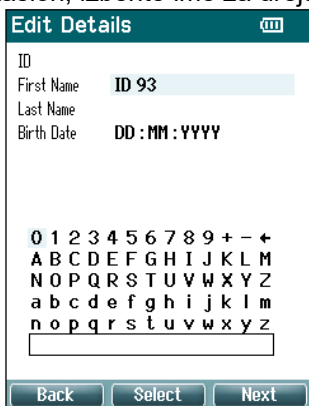 Edit Details
ID
First Name ID 93
Last Name
Birth Date DD : MM : YYYY
0 1 2 3 4 5 6 7 8 9 + - ←
A B C D E F G H I J K L M
N O P Q R S T U V W X Y Z
a b c d e f g h i j k l m
n o p q r s t u v w x y z
Back Select Next